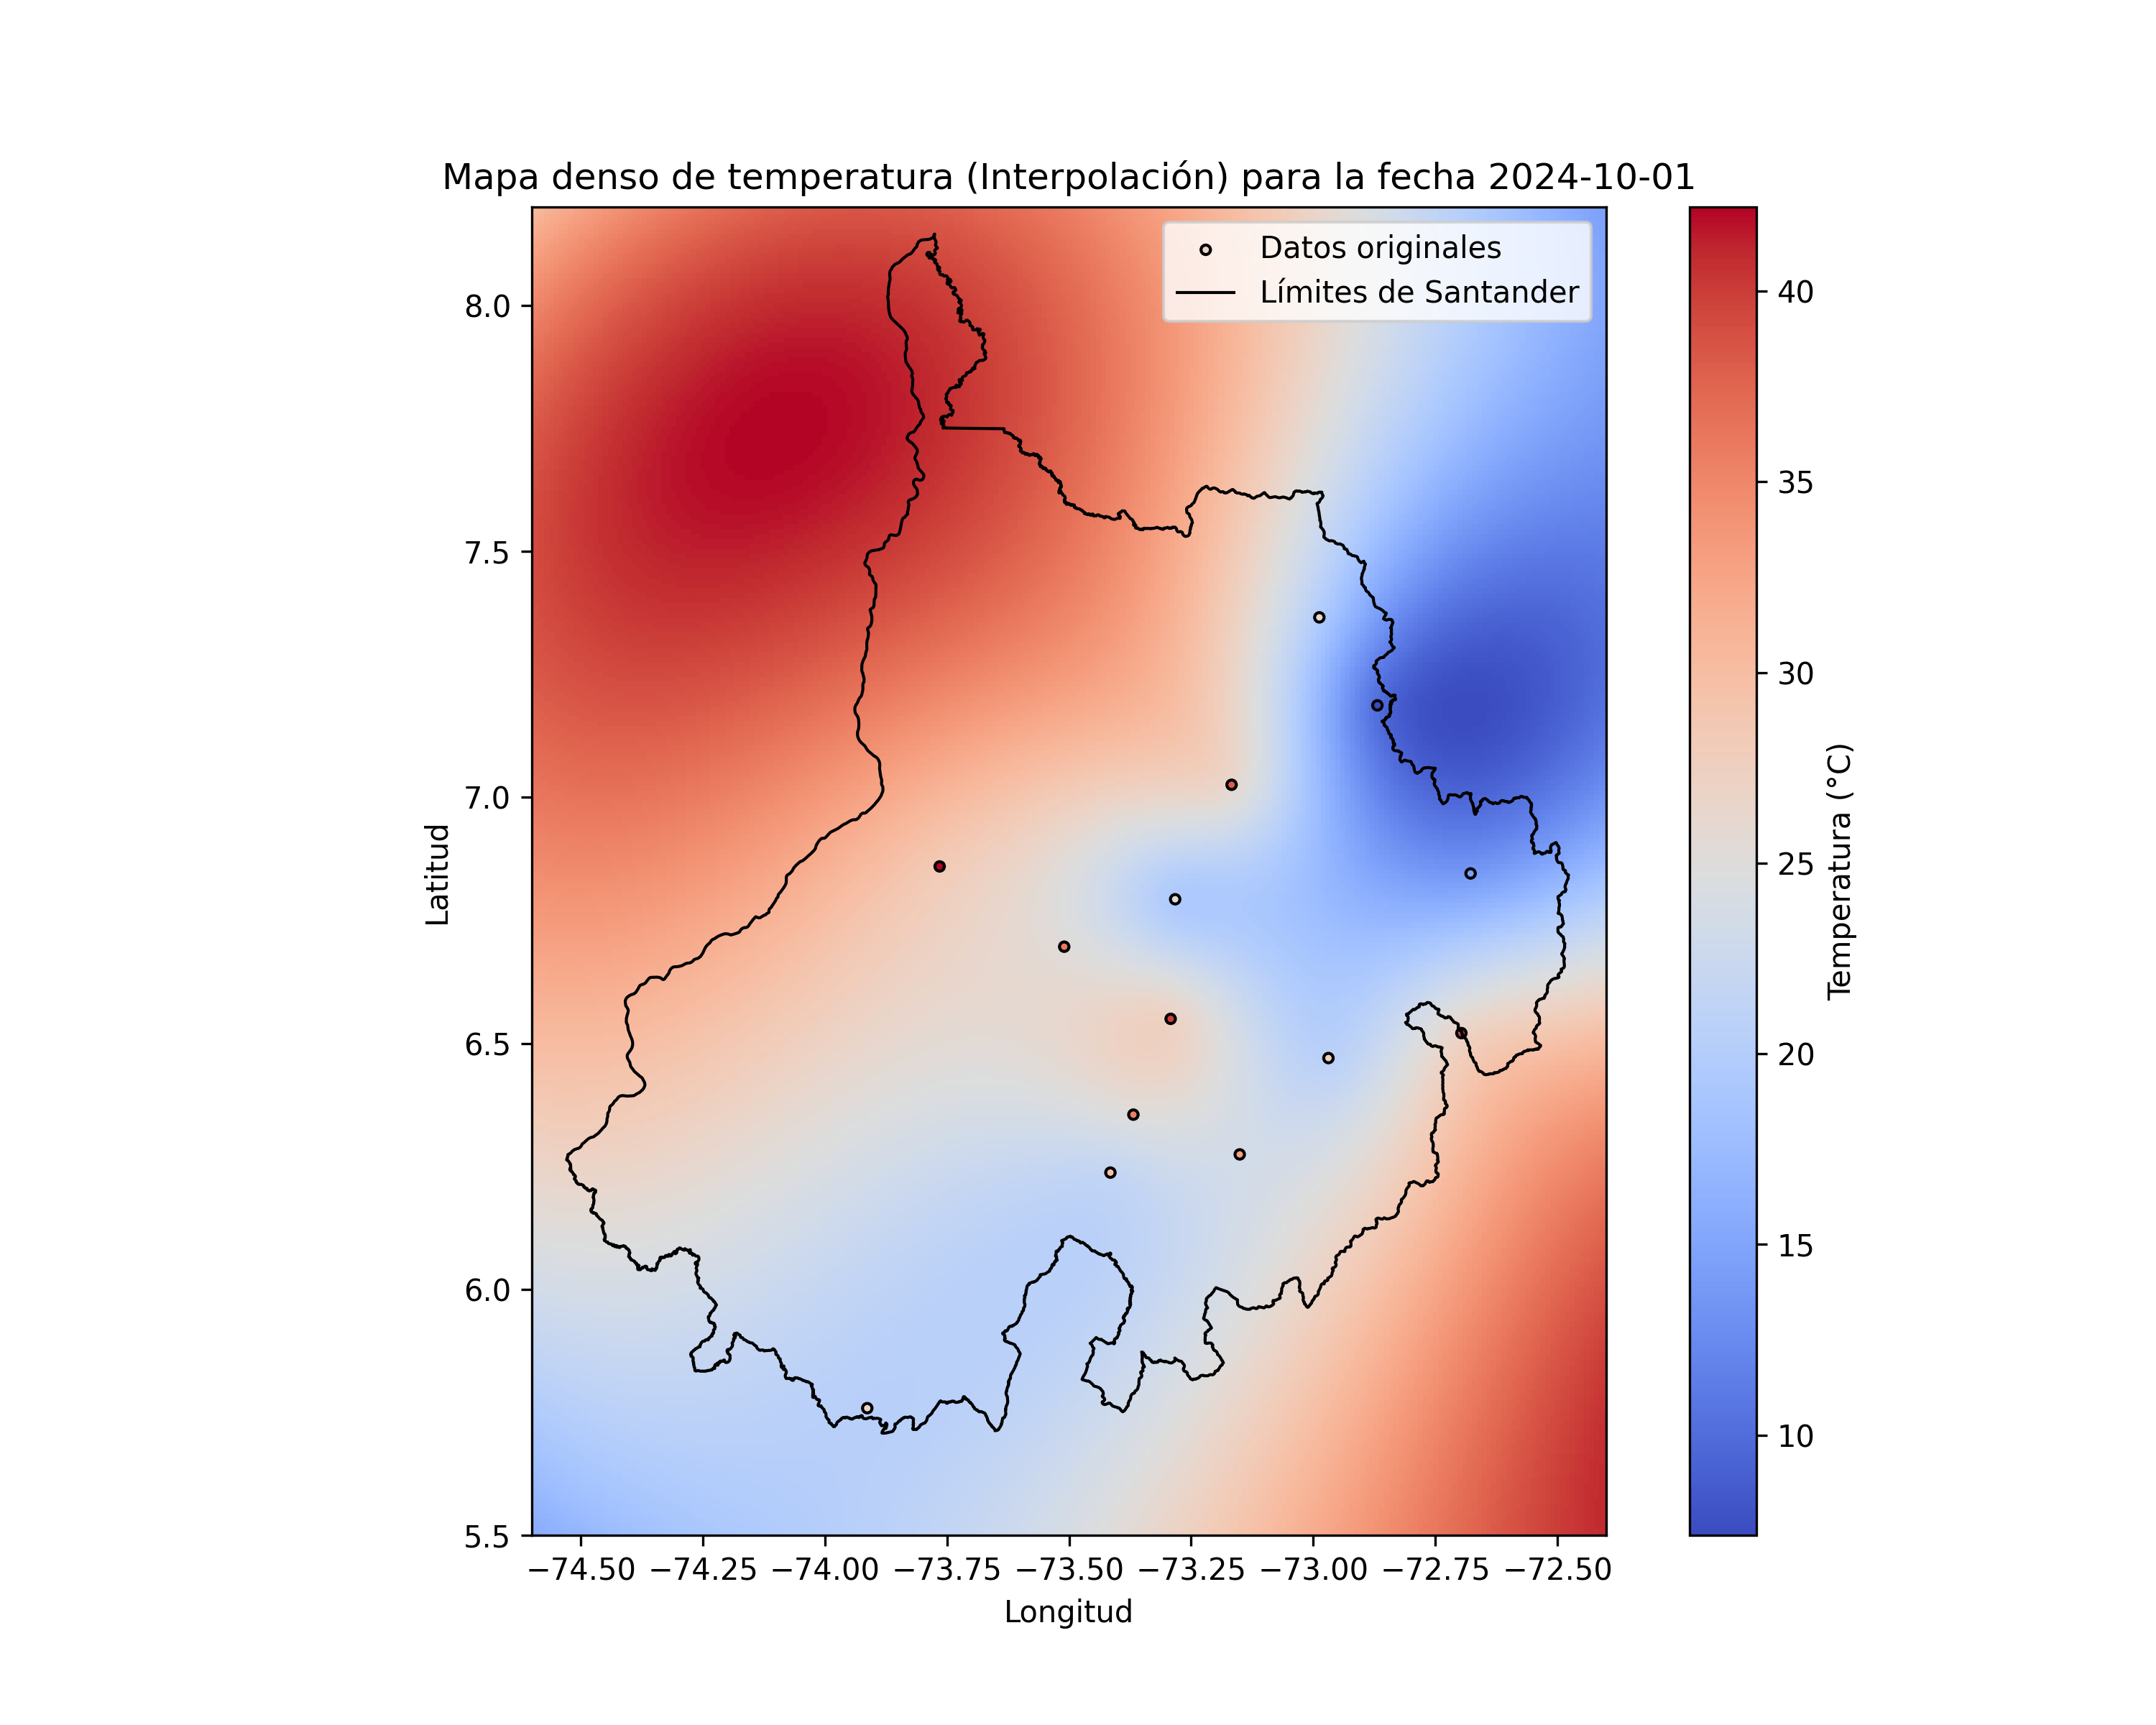 Mapa denso de temperatura (Interpolación) para la fecha 2024-10-01
Datos originales
Límites de Santander
8.0
7.5
7.0
6.5
6.0
5.5
Latitud
−74.50 −74.25 −74.00 −73.75 −73.50 −73.25 −73.00 −72.75 −72.50
Longitud
40
35
30
25
20
15
10
Temperatura (°C)